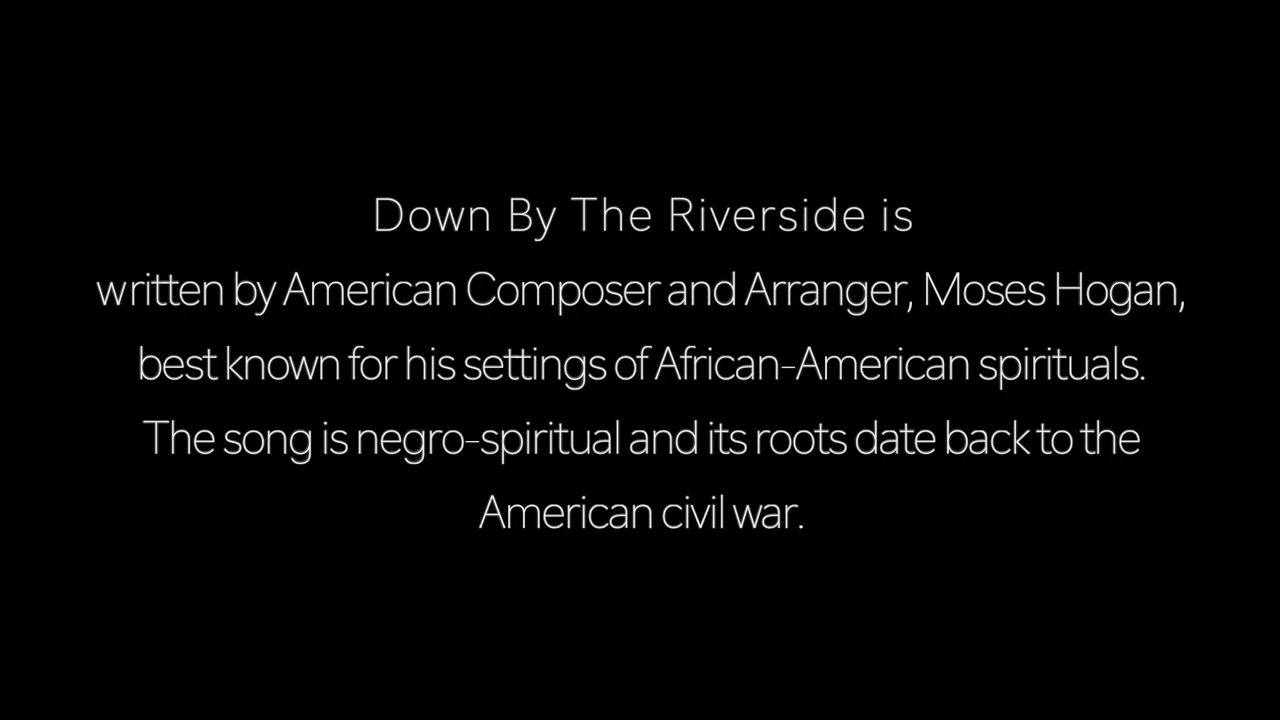 Down By The Riverside is
written by American Composer and Arranger, Moses Hogan,
best known for his settings of African-American spirituals.
The song is negro-spiritual and its roots date back to the
American civil war.